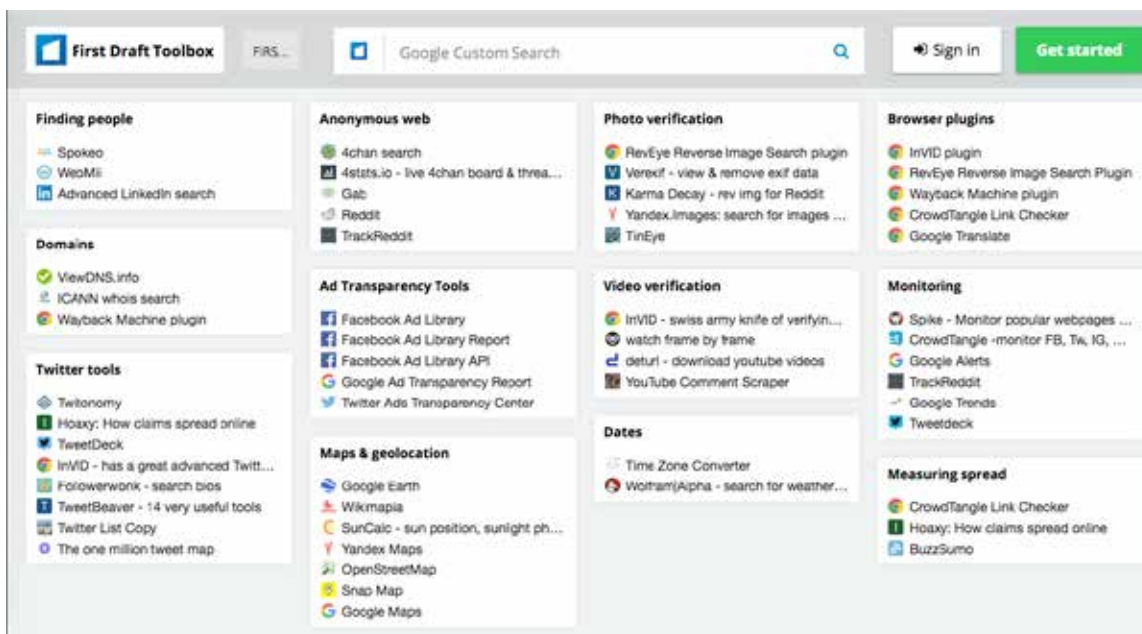 First Draft Toolbox
FIRS...
Google Custom Search
Sign in
Get started
Finding people
Spokeo
WeoMii
Advanced LinkedIn search
Domains
ViewDNS.info
ICANN whois search
Wayback Machine plugin
Twitter tools
Twitonomy
Hoaxy: How claims spread online
TweetDeck
InVID - has a great advanced Twitt...
Followerwonk - search bios
TweetBeaver - 14 very useful tools
Twitter List Copy
The one million tweet map
Anonymous web
4chan search
4stats.io - live 4chan board & threa...
Gab
Reddit
TrackReddit
Ad Transparency Tools
Facebook Ad Library
Facebook Ad Library Report
Facebook Ad Library API
Google Ad Transparency Report
Twitter Ads Transparency Center
Maps & geolocation
Google Earth
Wikmapia
SunCalc - sun position, sunlight ph...
Yandex Maps
OpenStreetMap
Snap Map
Google Maps
Photo verification
RevEye Reverse Image Search plugin
Verexif - view & remove exif data
Karma Decay - rev img for Reddit
Yandex.Images: search for images ...
TinEye
Video verification
InVID - swiss army knife of verifyin...
watch frame by frame
deturl - download youtube videos
YouTube Comment Scraper
Dates
Time Zone Converter
Wolfram|Alpha - search for weather...
Browser plugins
InVID plugin
RevEye Reverse Image Search Plugin
Wayback Machine plugin
CrowdTangle Link Checker
Google Translate
Monitoring
Spike - Monitor popular webpages ...
CrowdTangle -monitor FB, Tw, IG, ...
Google Alerts
TrackReddit
Google Trends
Tweetdeck
Measuring spread
CrowdTangle Link Checker
Hoaxy: How claims spread online
BuzzSumo